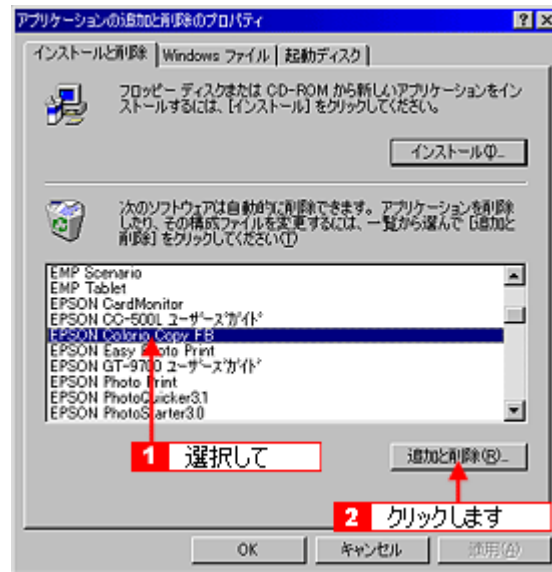 アプリケーションの追加と削除のプロパティ
インストールと削除 Windows ファイル 起動ディスク
フロッピー ディスクまたは CD-ROM から新しいアプリケーションをイン
ストールするには、[インストール] をクリックしてください。
インストール(I)...
次のソフトウェアは自動的に削除できます。アプリケーションを削除
したり、その構成ファイルを変更するには、一覧から選んで [追加と
削除] をクリックしてください(T)
EMP Scenario
EMP Tablet
EPSON CardMonitor
EPSON CC-500L ユーザーズガイド
EPSON Colorio Copy FB
EPSON Easy Photo Print
EPSON GT-9700 ユーザーズガイド
EPSON Photo Print
EPSON PhotoQuicker3.1
EPSON PhotoStarter3.0
1 選択して
追加と削除(R)...
2 クリックします
OK キャンセル 適用(A)